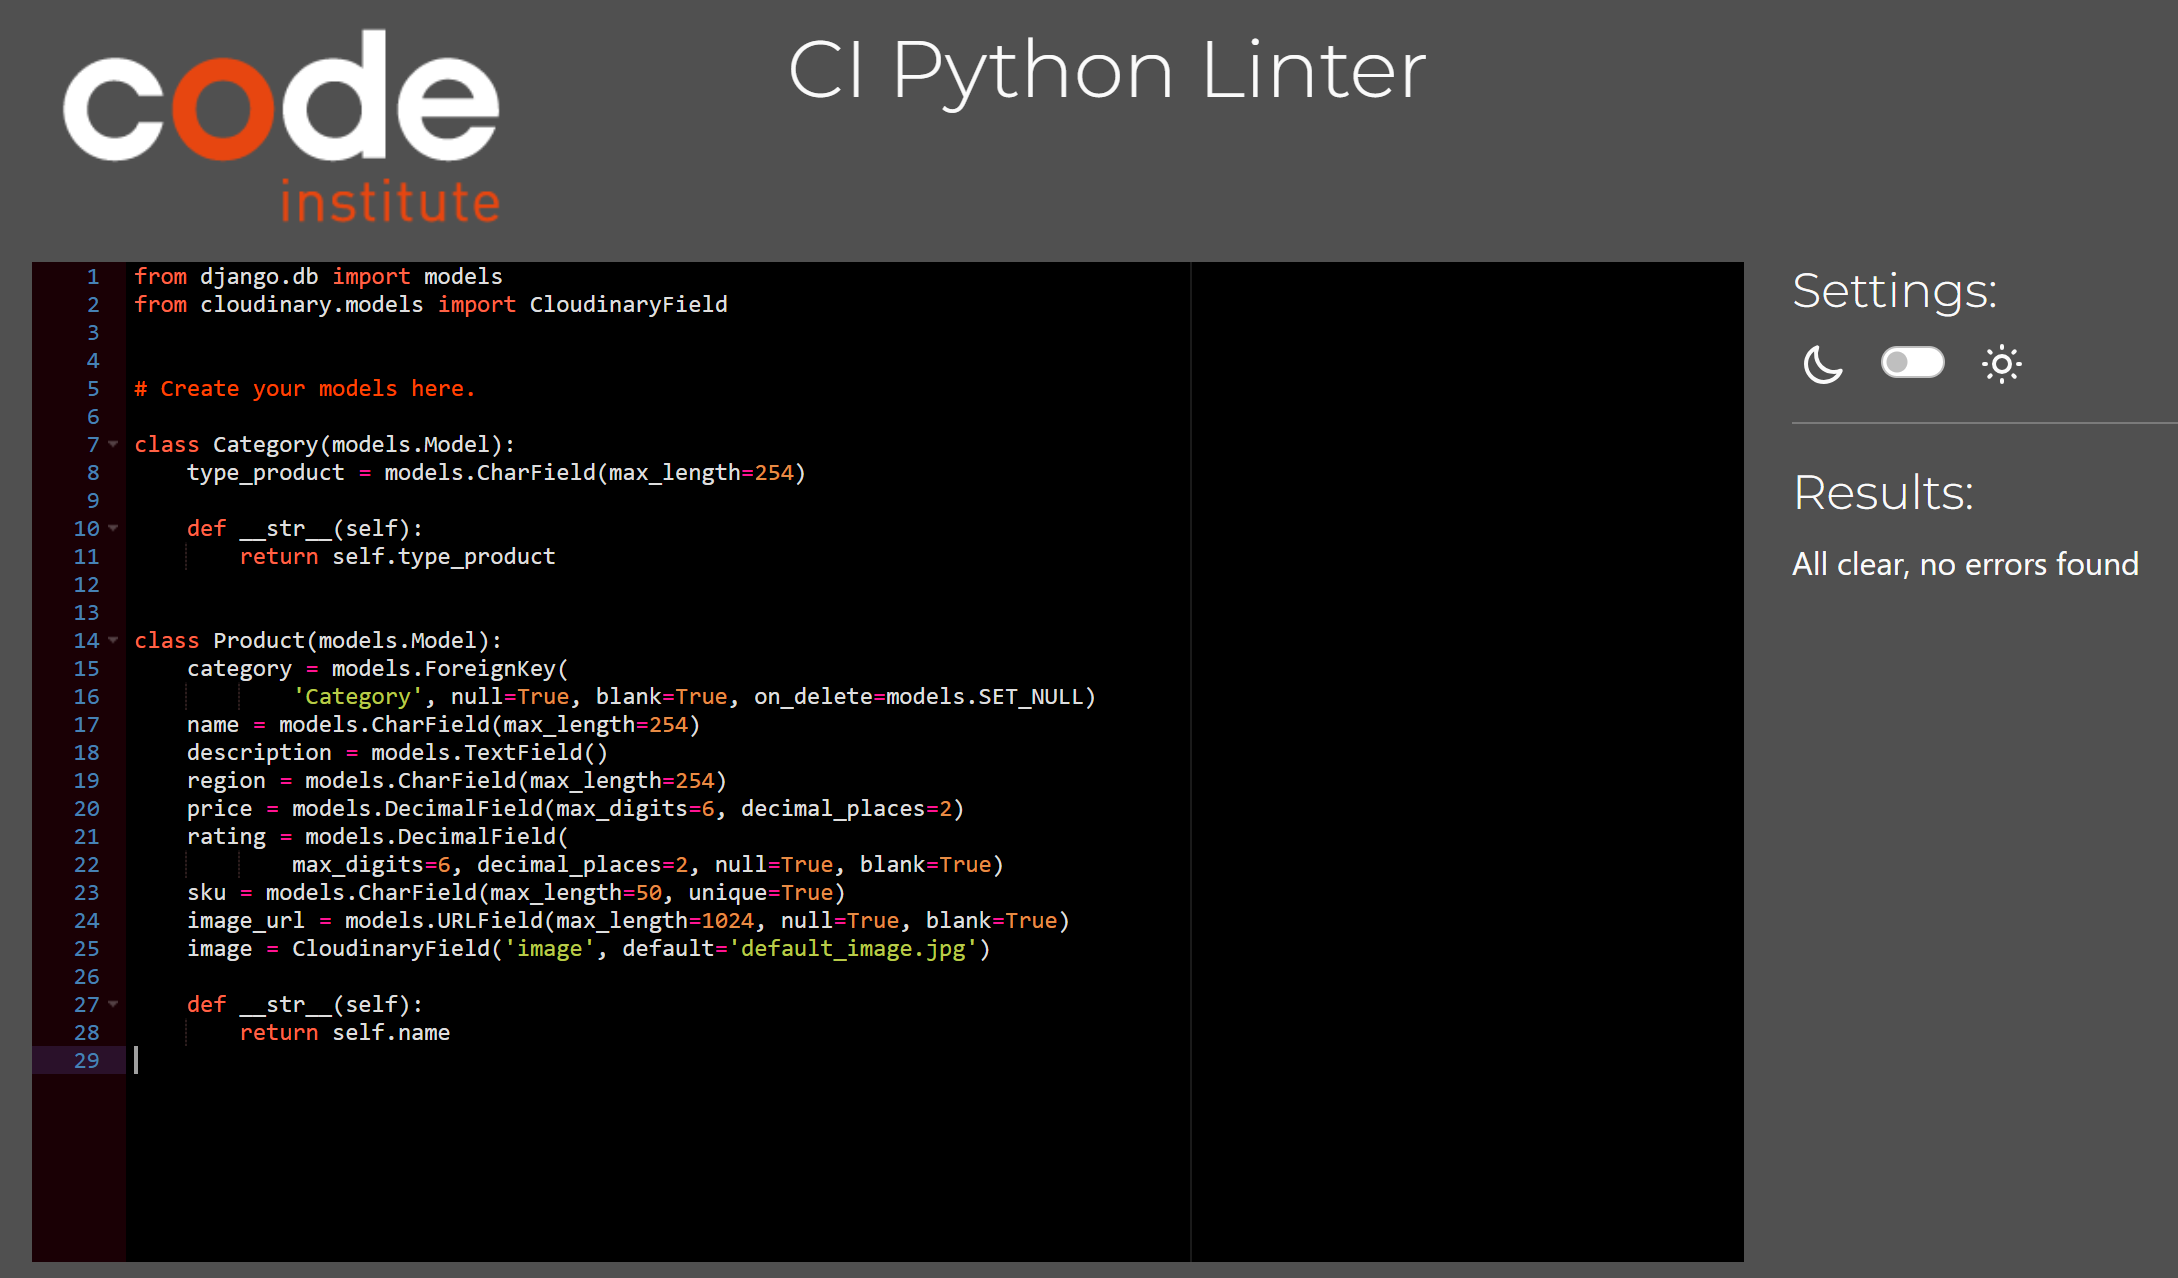 code
institute
CI Python Linter
1 from django.db import models
2 from cloudinary.models import CloudinaryField
3
4
5 # Create your models here.
6
7 class Category(models.Model):
8     type_product = models.CharField(max_length=254)
9
10     def __str__(self):
11         return self.type_product
12
13
14 class Product(models.Model):
15     category = models.ForeignKey(
16             'Category', null=True, blank=True, on_delete=models.SET_NULL)
17     name = models.CharField(max_length=254)
18     description = models.TextField()
19     region = models.CharField(max_length=254)
20     price = models.DecimalField(max_digits=6, decimal_places=2)
21     rating = models.DecimalField(
22             max_digits=6, decimal_places=2, null=True, blank=True)
23     sku = models.CharField(max_length=50, unique=True)
24     image_url = models.URLField(max_length=1024, null=True, blank=True)
25     image = CloudinaryField('image', default='default_image.jpg')
26
27     def __str__(self):
28         return self.name
29
Settings:
Results:
All clear, no errors found